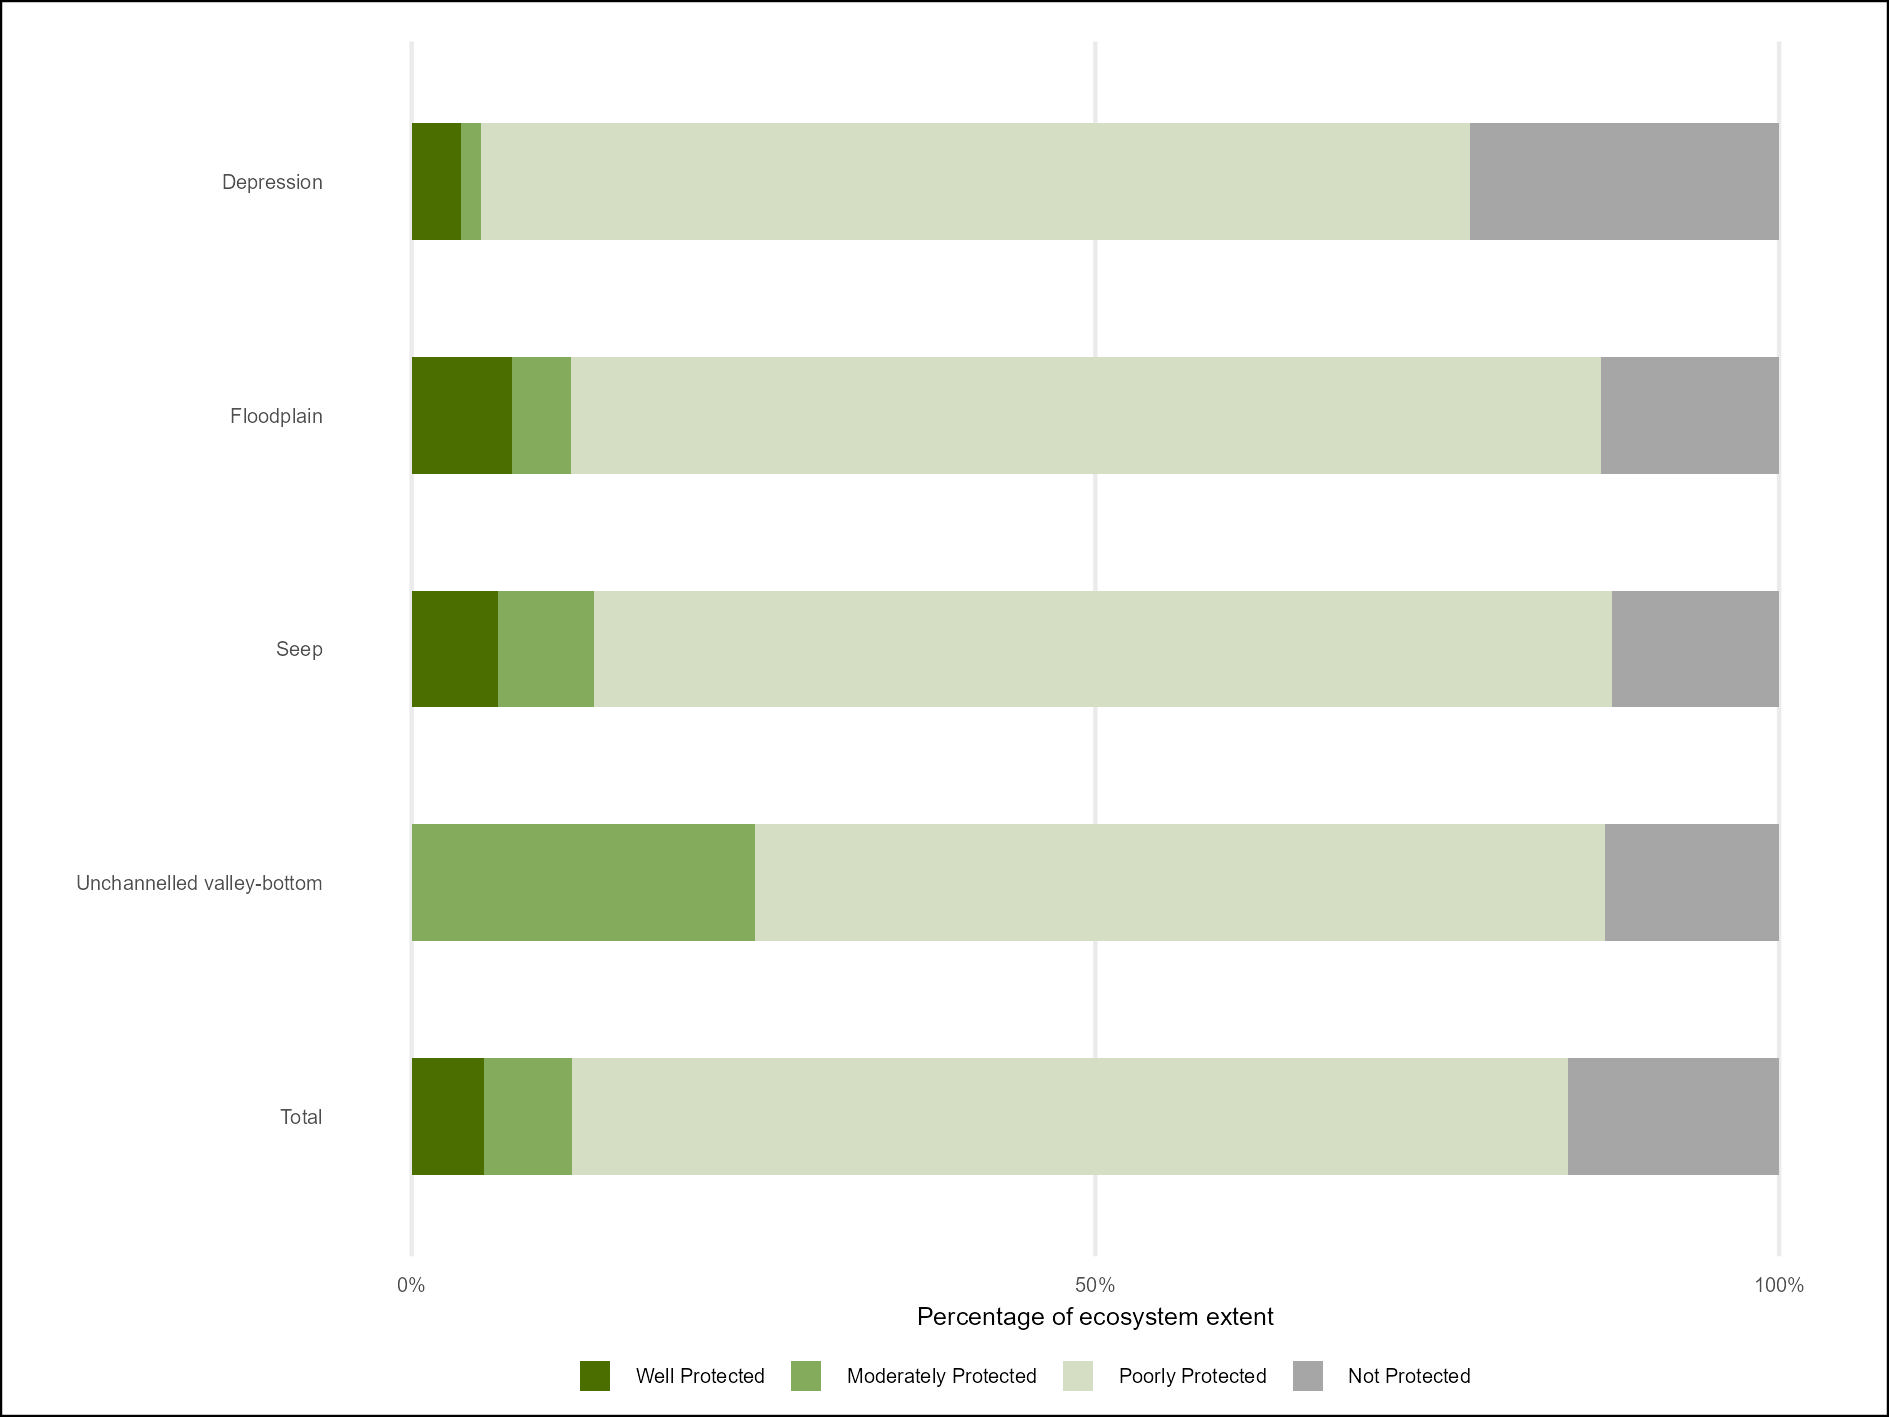 Depression
Floodplain
Seep
Unchannelled valley-bottom
Total
0% 50% 100%
Percentage of ecosystem extent
Well Protected Moderately Protected Poorly Protected Not Protected